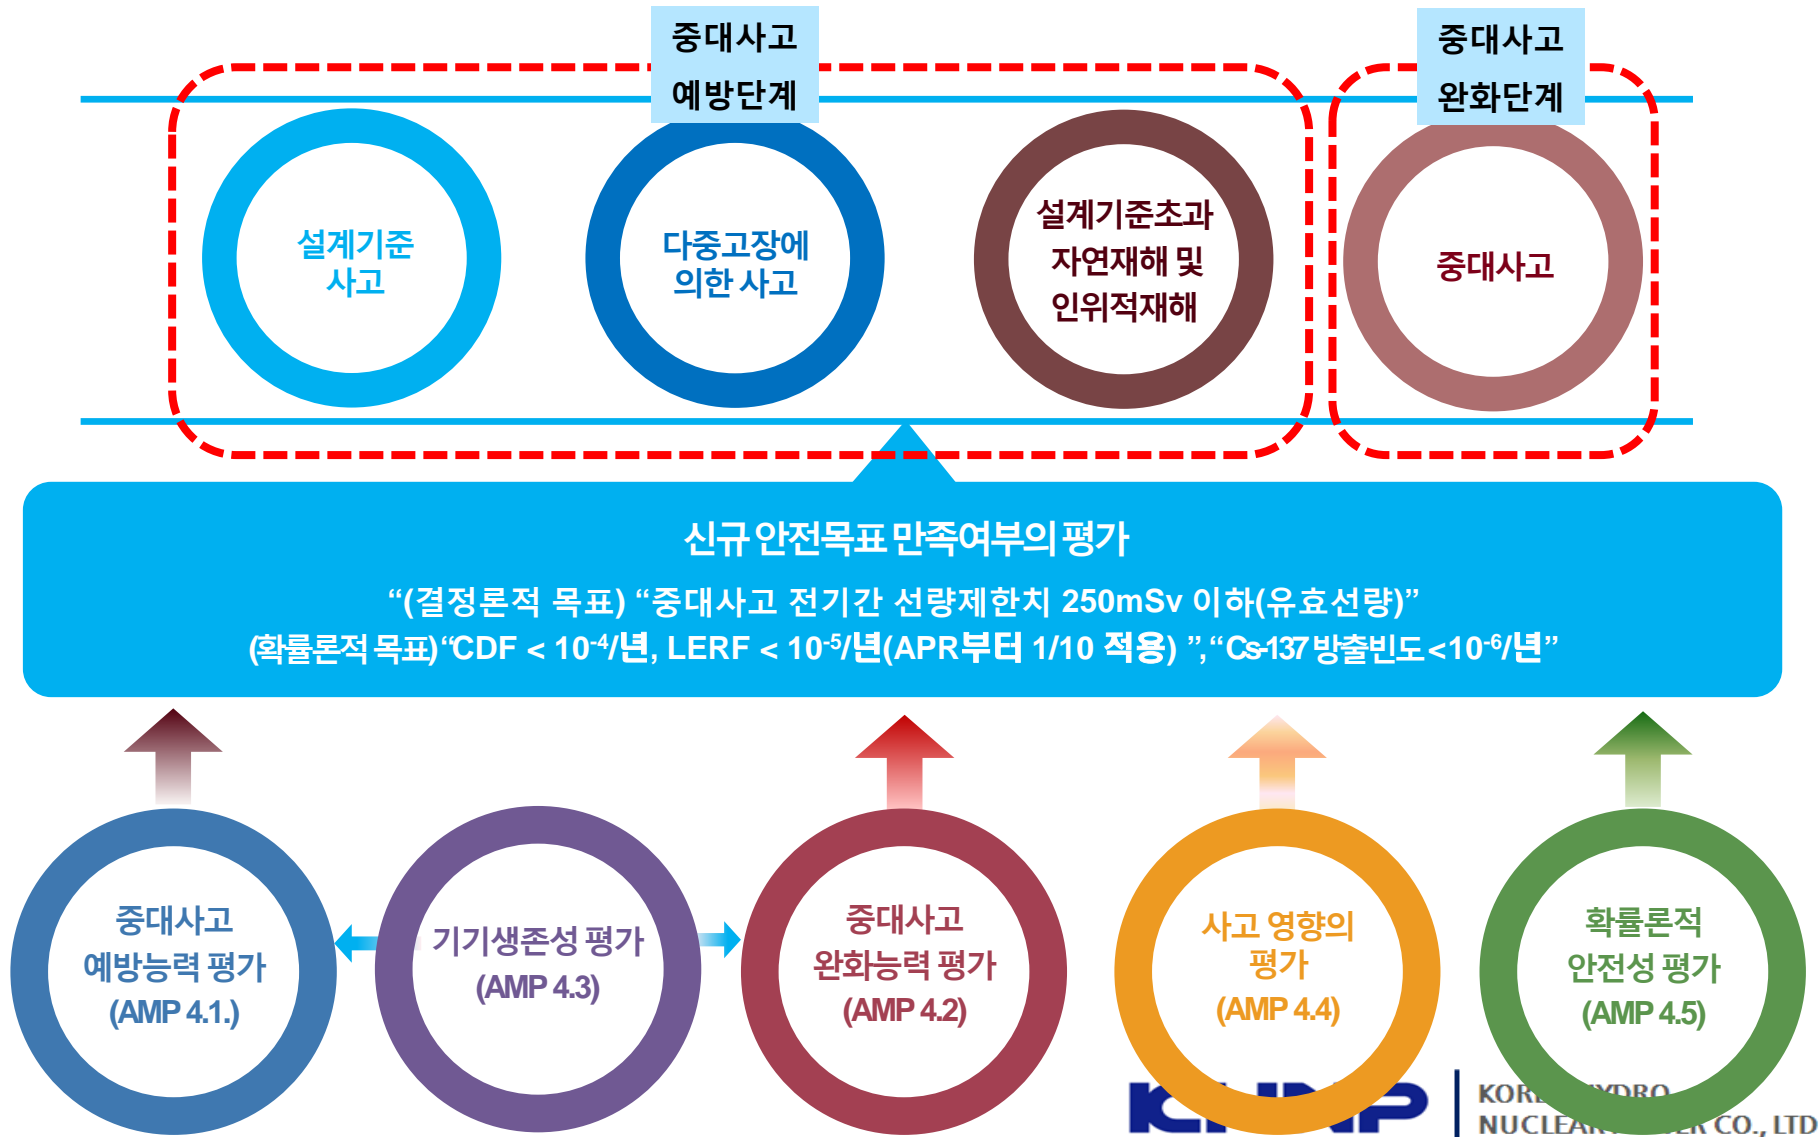 중대사고
예방단계
중대사고
완화단계
설계기준
사고
다중고장에
의한 사고
설계기준초과
자연재해 및
인위적재해
중대사고
신규 안전목표 만족여부의 평가
“(결정론적 목표) “중대사고 전기간 선량제한치 250mSv 이하(유효선량)”
(확률론적 목표)“CDF < 10⁻⁴/년, LERF < 10⁻⁵/년(APR부터 1/10 적용) ”,“Cs-137 방출빈도<10⁻⁶/년”
중대사고
예방능력 평가
(AMP 4.1.)
기기생존성 평가
(AMP 4.3)
중대사고
완화능력 평가
(AMP 4.2)
사고 영향의
평가
(AMP 4.4)
확률론적
안전성 평가
(AMP 4.5)
CO., LTD